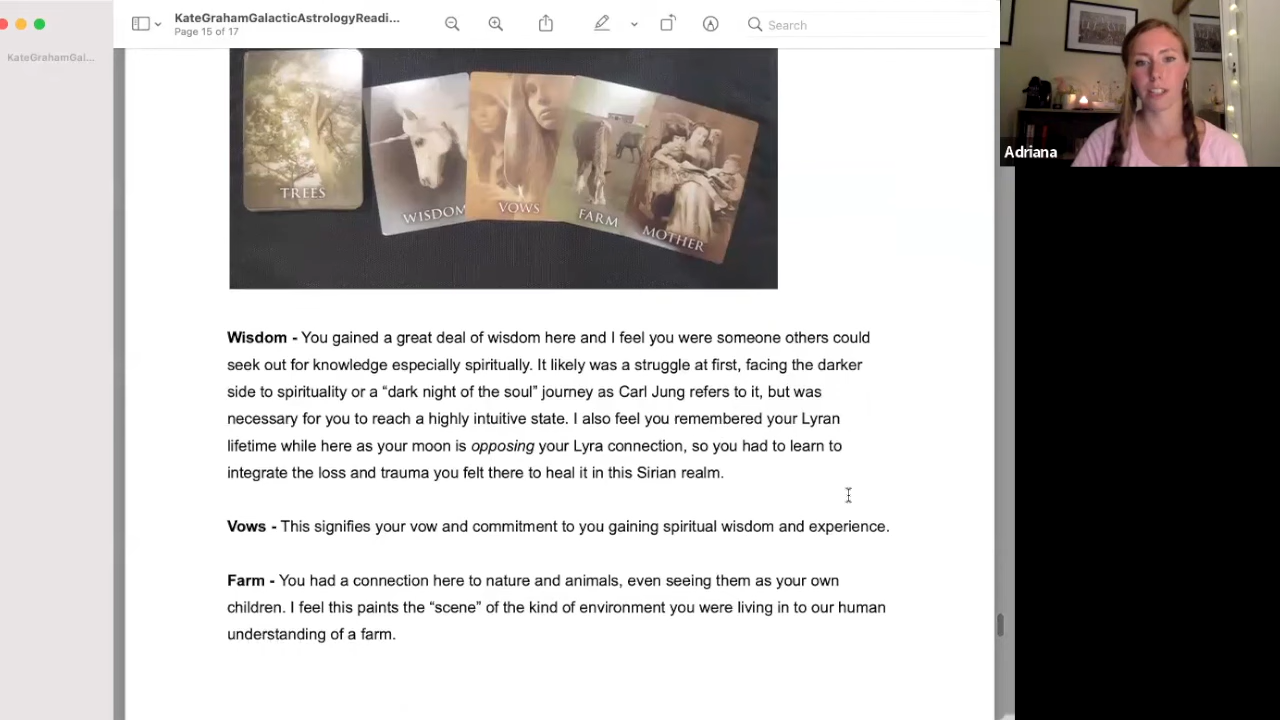 KateGrahamGalacticAstrologyReadi...
Page 15 of 17
Search
KateGrahamGal...
Adriana
TREES
WISDOM
VOWS
FARM
MOTHER
Wisdom - You gained a great deal of wisdom here and I feel you were someone others could
seek out for knowledge especially spiritually. It likely was a struggle at first, facing the darker
side to spirituality or a “dark night of the soul” journey as Carl Jung refers to it, but was
necessary for you to reach a highly intuitive state. I also feel you remembered your Lyran
lifetime while here as your moon is opposing your Lyra connection, so you had to learn to
integrate the loss and trauma you felt there to heal it in this Sirian realm.
Vows - This signifies your vow and commitment to you gaining spiritual wisdom and experience.
Farm - You had a connection here to nature and animals, even seeing them as your own
children. I feel this paints the “scene” of the kind of environment you were living in to our human
understanding of a farm.